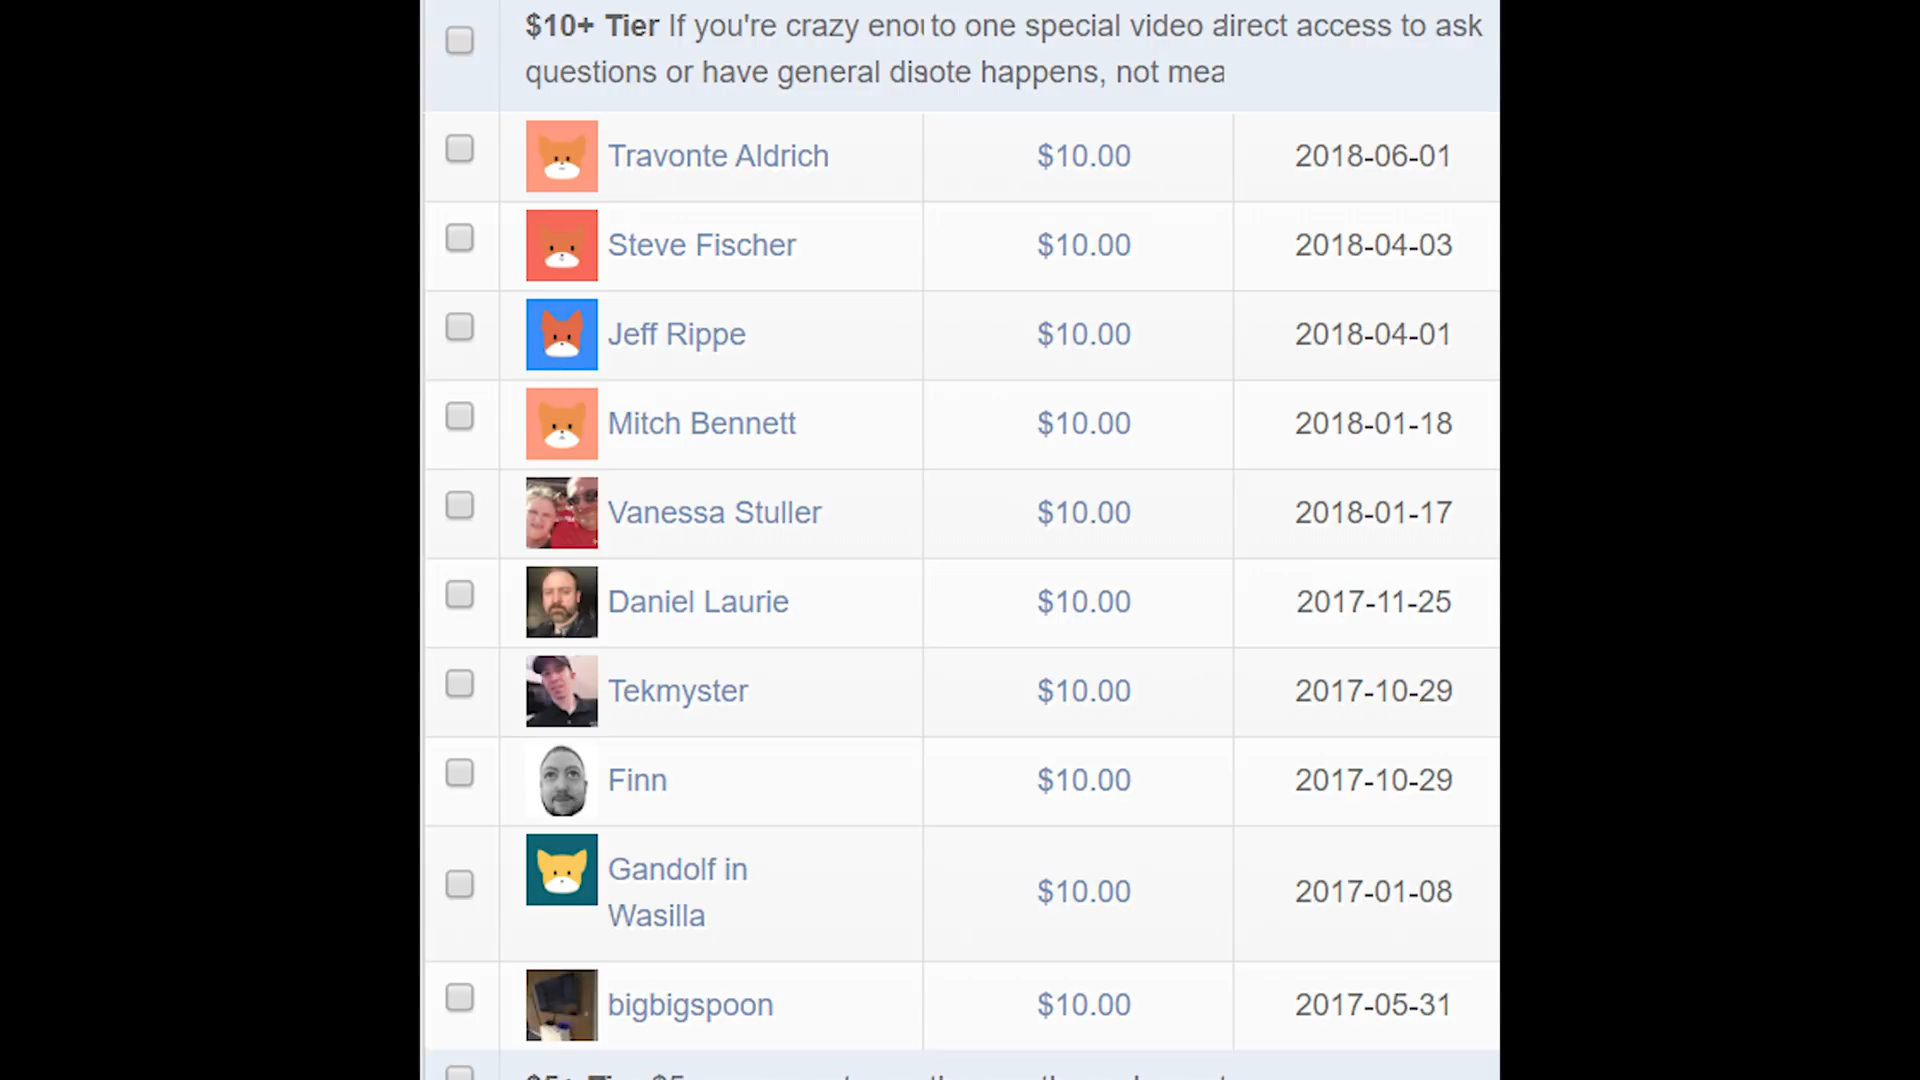 $10+ Tier If you're crazy enou to one special video direct access to ask
questions or have general disote happens, not mea
Travonte Aldrich $10.00 2018-06-01
Steve Fischer $10.00 2018-04-03
Jeff Rippe $10.00 2018-04-01
Mitch Bennett $10.00 2018-01-18
Vanessa Stuller $10.00 2018-01-17
Daniel Laurie $10.00 2017-11-25
Tekmyster $10.00 2017-10-29
Finn $10.00 2017-10-29
Gandolf in
Wasilla $10.00 2017-01-08
bigbigspoon $10.00 2017-05-31